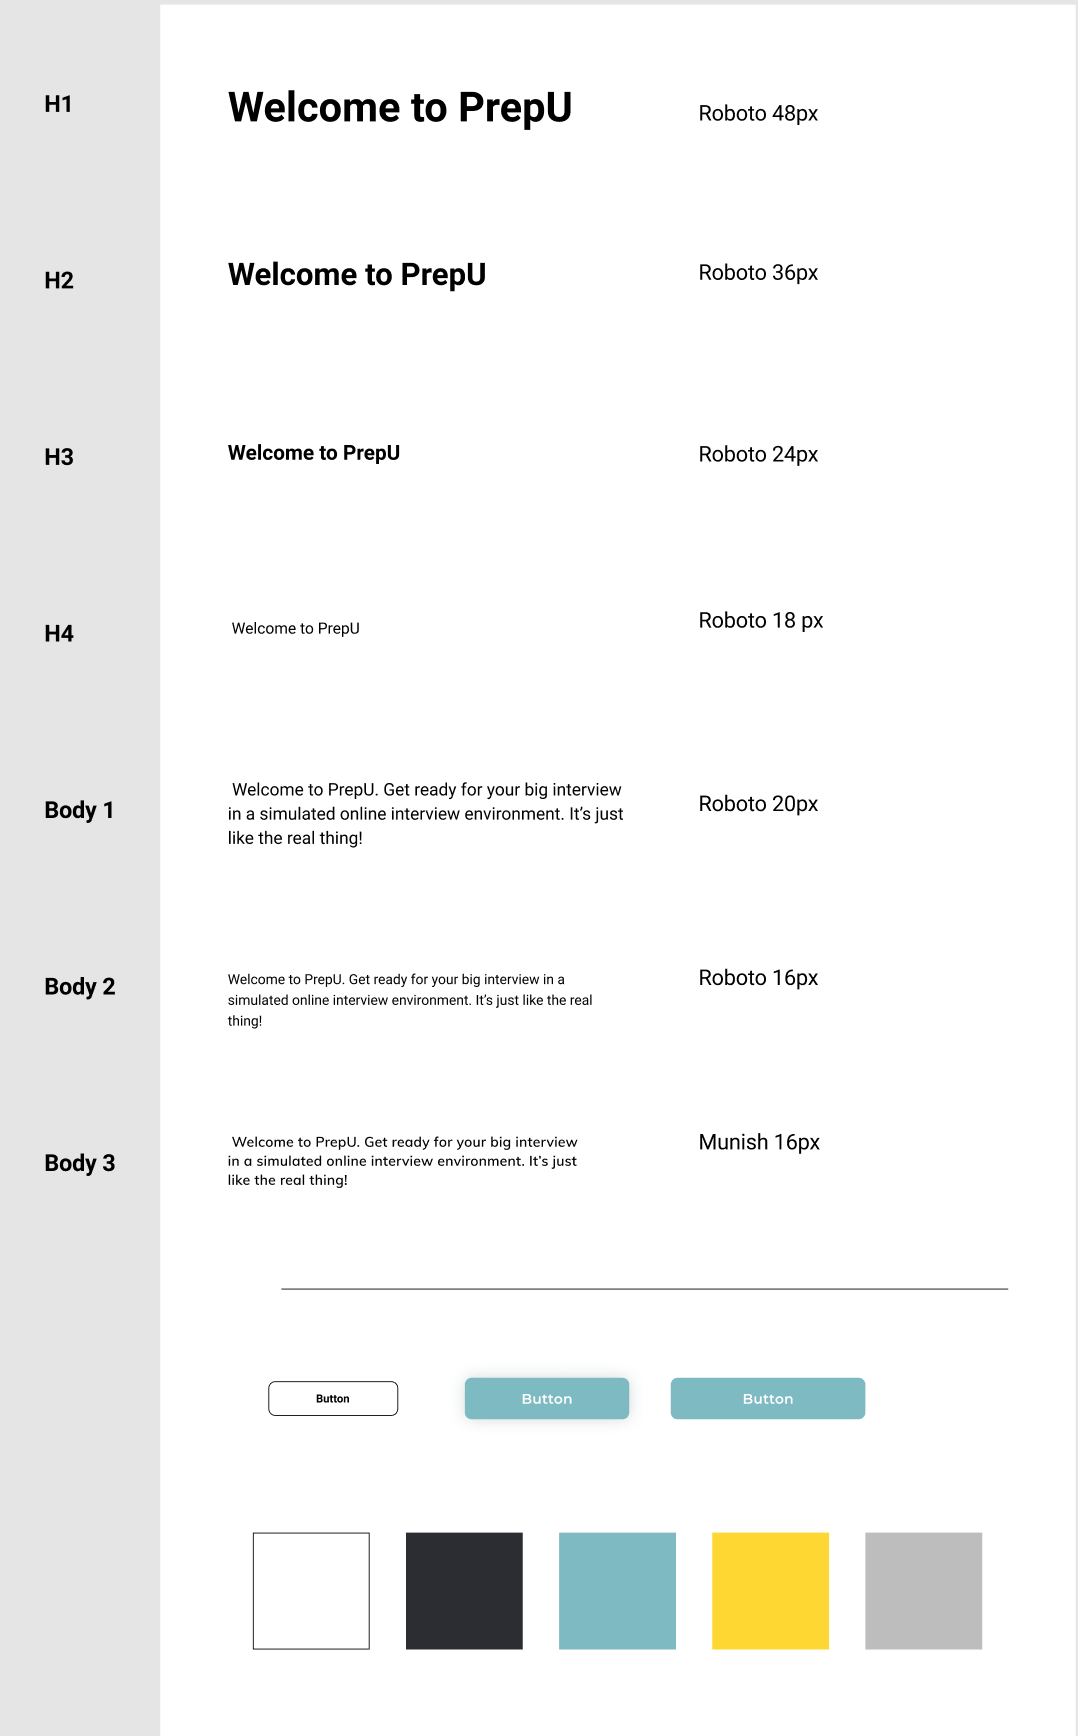 H1
Welcome to PrepU
Roboto 48px
H2
Welcome to PrepU
Roboto 36px
H3
Welcome to PrepU
Roboto 24px
H4
Welcome to PrepU
Roboto 18 px
Body 1
Welcome to PrepU. Get ready for your big interview
in a simulated online interview environment. It’s just
like the real thing!
Roboto 20px
Body 2
Welcome to PrepU. Get ready for your big interview in a
simulated online interview environment. It’s just like the real
thing!
Roboto 16px
Body 3
Welcome to PrepU. Get ready for your big interview
in a simulated online interview environment. It’s just
like the real thing!
Munish 16px
Button
Button
Button